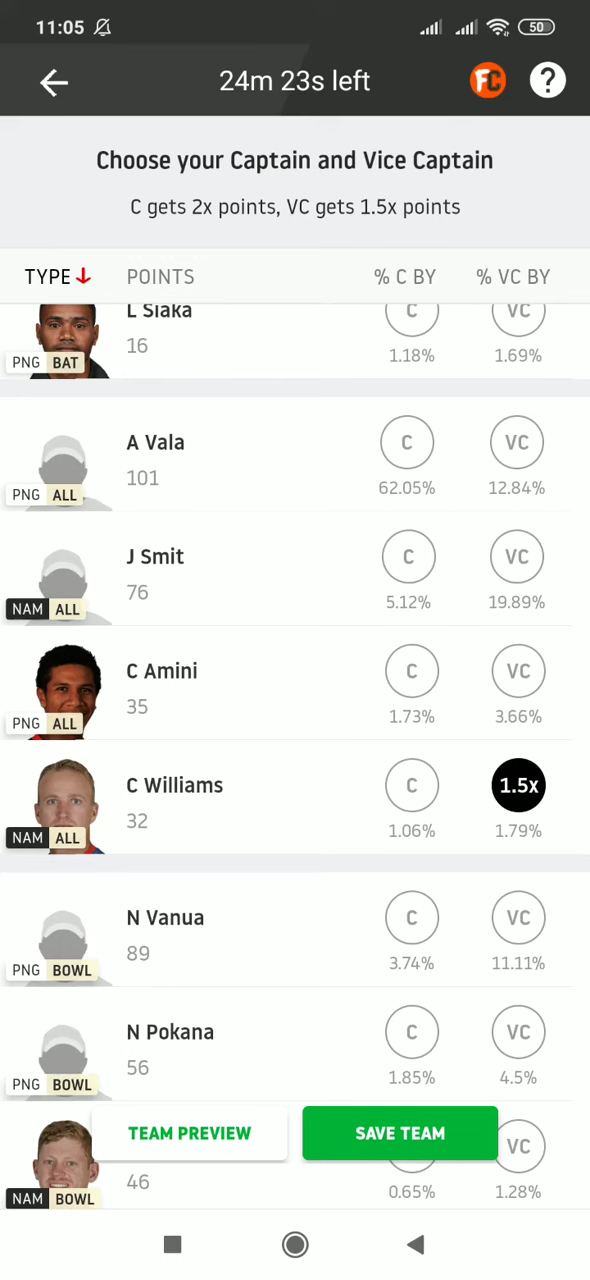 11:05
50
24m 23s left
FC
?
Choose your Captain and Vice Captain
C gets 2x points, VC gets 1.5x points
TYPE POINTS % C BY % VC BY
L Siaka C VC
16
1.18% 1.69%
PNG BAT
A Vala C VC
101
62.05% 12.84%
PNG ALL
J Smit C VC
76
5.12% 19.89%
NAM ALL
C Amini C VC
35
1.73% 3.66%
PNG ALL
C Williams C 1.5x
32
1.06% 1.79%
NAM ALL
N Vanua C VC
89
3.74% 11.11%
PNG BOWL
N Pokana C VC
56
1.85% 4.5%
PNG BOWL
TEAM PREVIEW SAVE TEAM VC
46
0.65% 1.28%
NAM BOWL